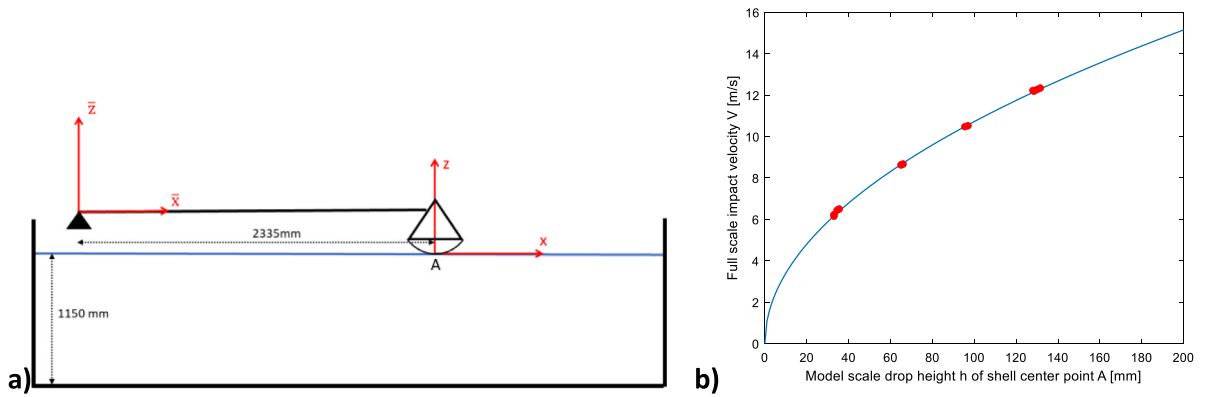 z̅
z
x̅
2335mm
x
A
1150 mm
a)
16
14
12
10
8
6
4
2
0
Full scale impact velocity V [m/s]
0 20 40 60 80 100 120 140 160 180 200
Model scale drop height h of shell center point A [mm]
b)